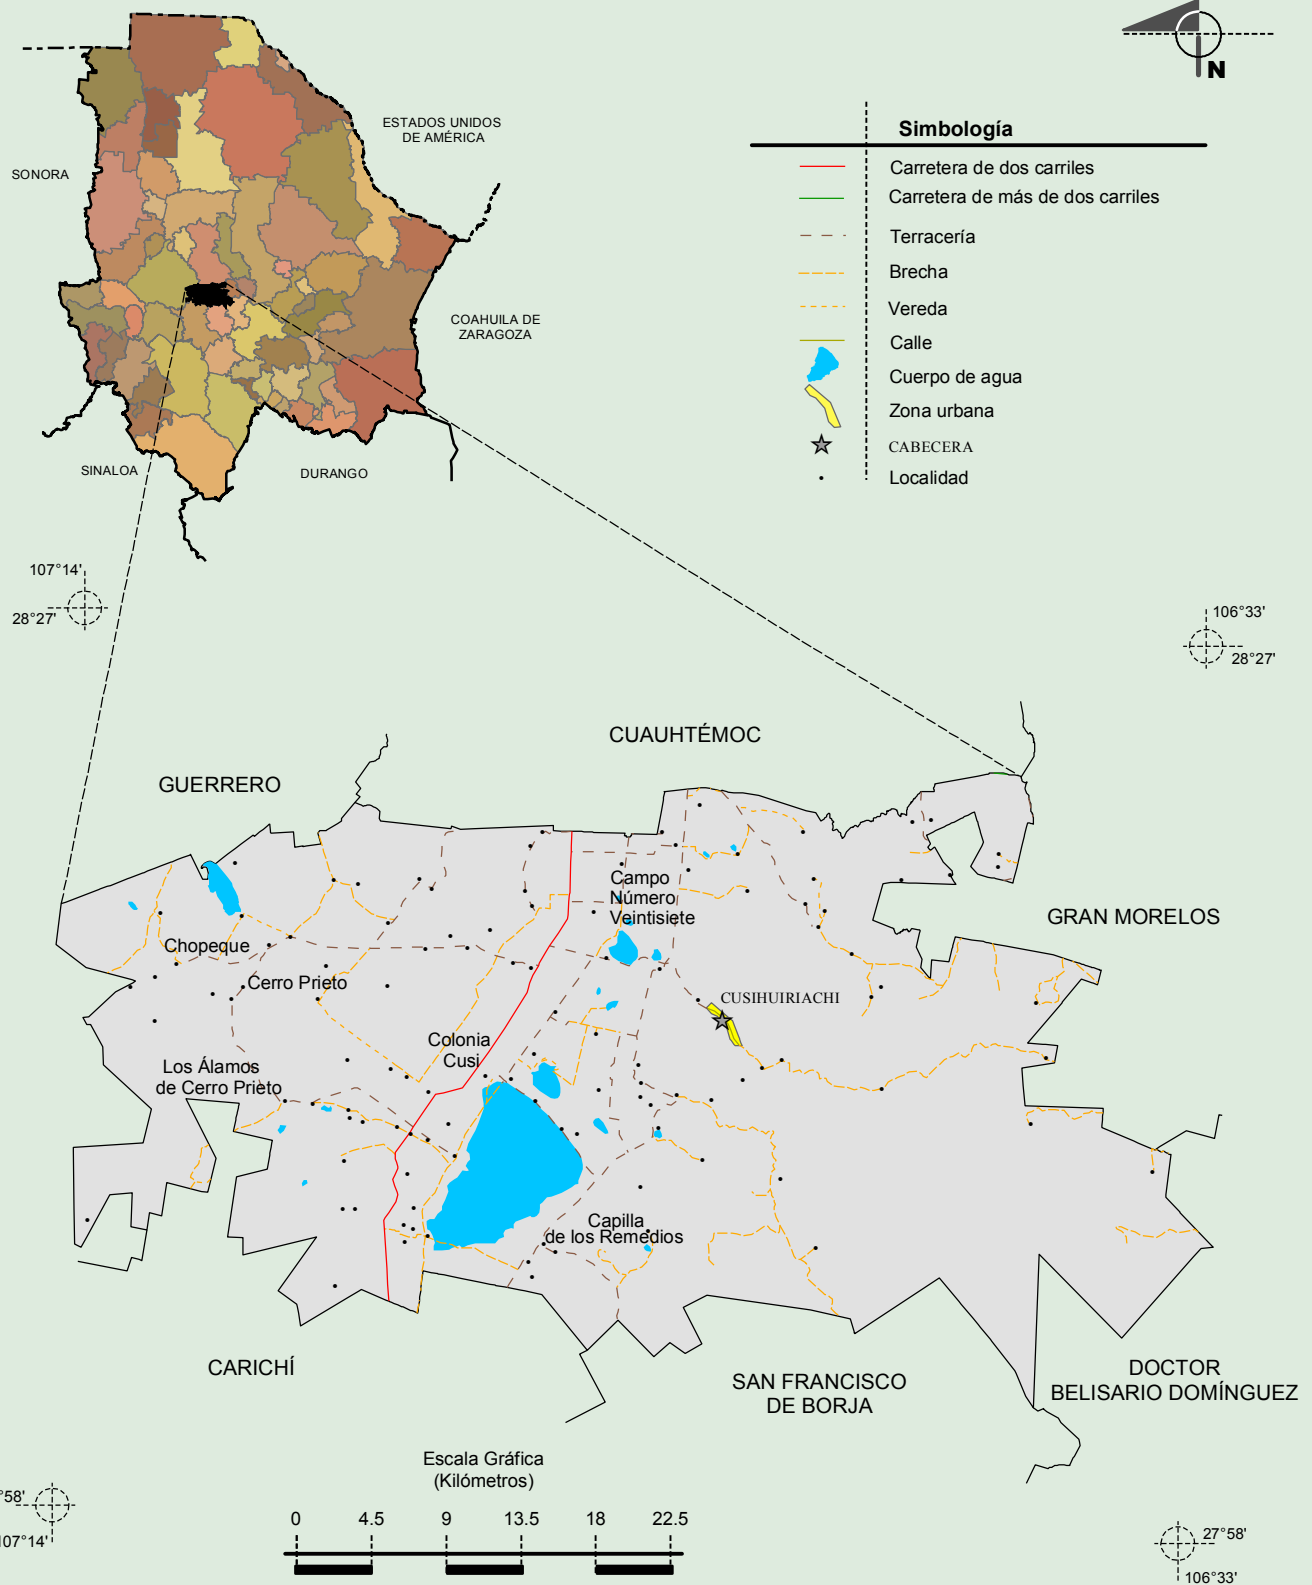 N
ESTADOS UNIDOS
DE AMÉRICA
SONORA
COAHUILA DE
ZARAGOZA
SINALOA
DURANGO
Simbología
Carretera de dos carriles
Carretera de más de dos carriles
Terracería
Brecha
Vereda
Calle
Cuerpo de agua
Zona urbana
CABECERA
Localidad
107°14'
28°27'
106°33'
28°27'
CUAUHTÉMOC
GUERRERO
GRAN MORELOS
Campo
Número
Veintisiete
Chopeque
Cerro Prieto
CUSIHUIRIACHI
Colonia
Cusi
Los Álamos
de Cerro Prieto
Capilla
de los Remedios
CARICHÍ
SAN FRANCISCO
DE BORJA
DOCTOR
BELISARIO DOMÍNGUEZ
Escala Gráfica
(Kilómetros)
0 4.5 9 13.5 18 22.5
°58'
107°14'
27°58'
106°33'